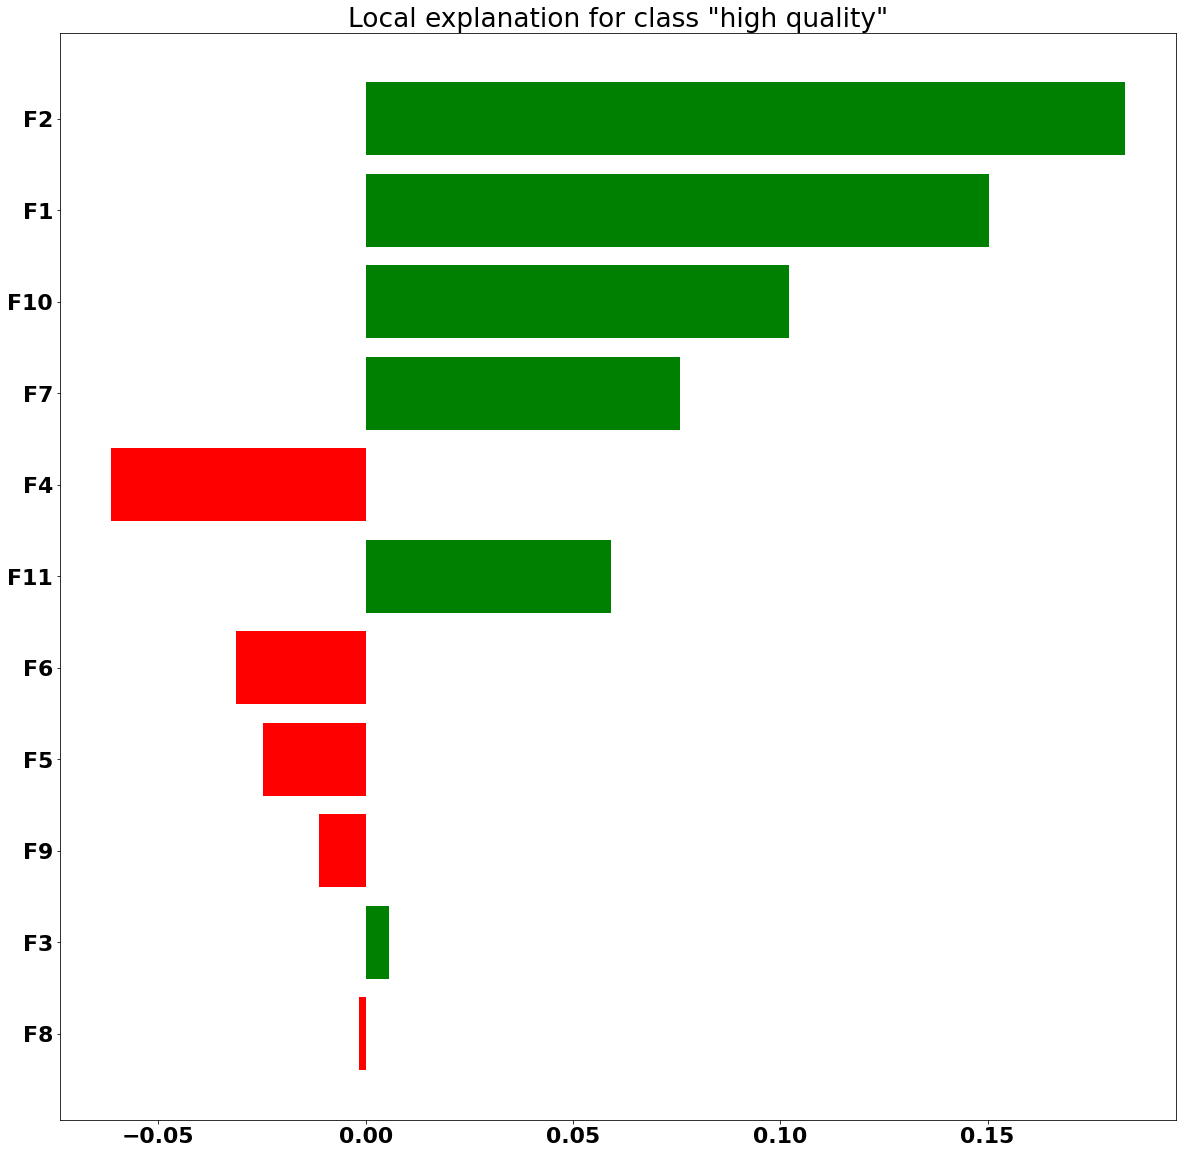 Local explanation for class "high quality"
F2
F1
F10
F7
F4
F11
F6
F5
F9
F3
F8
−0.05 0.00 0.05 0.10 0.15